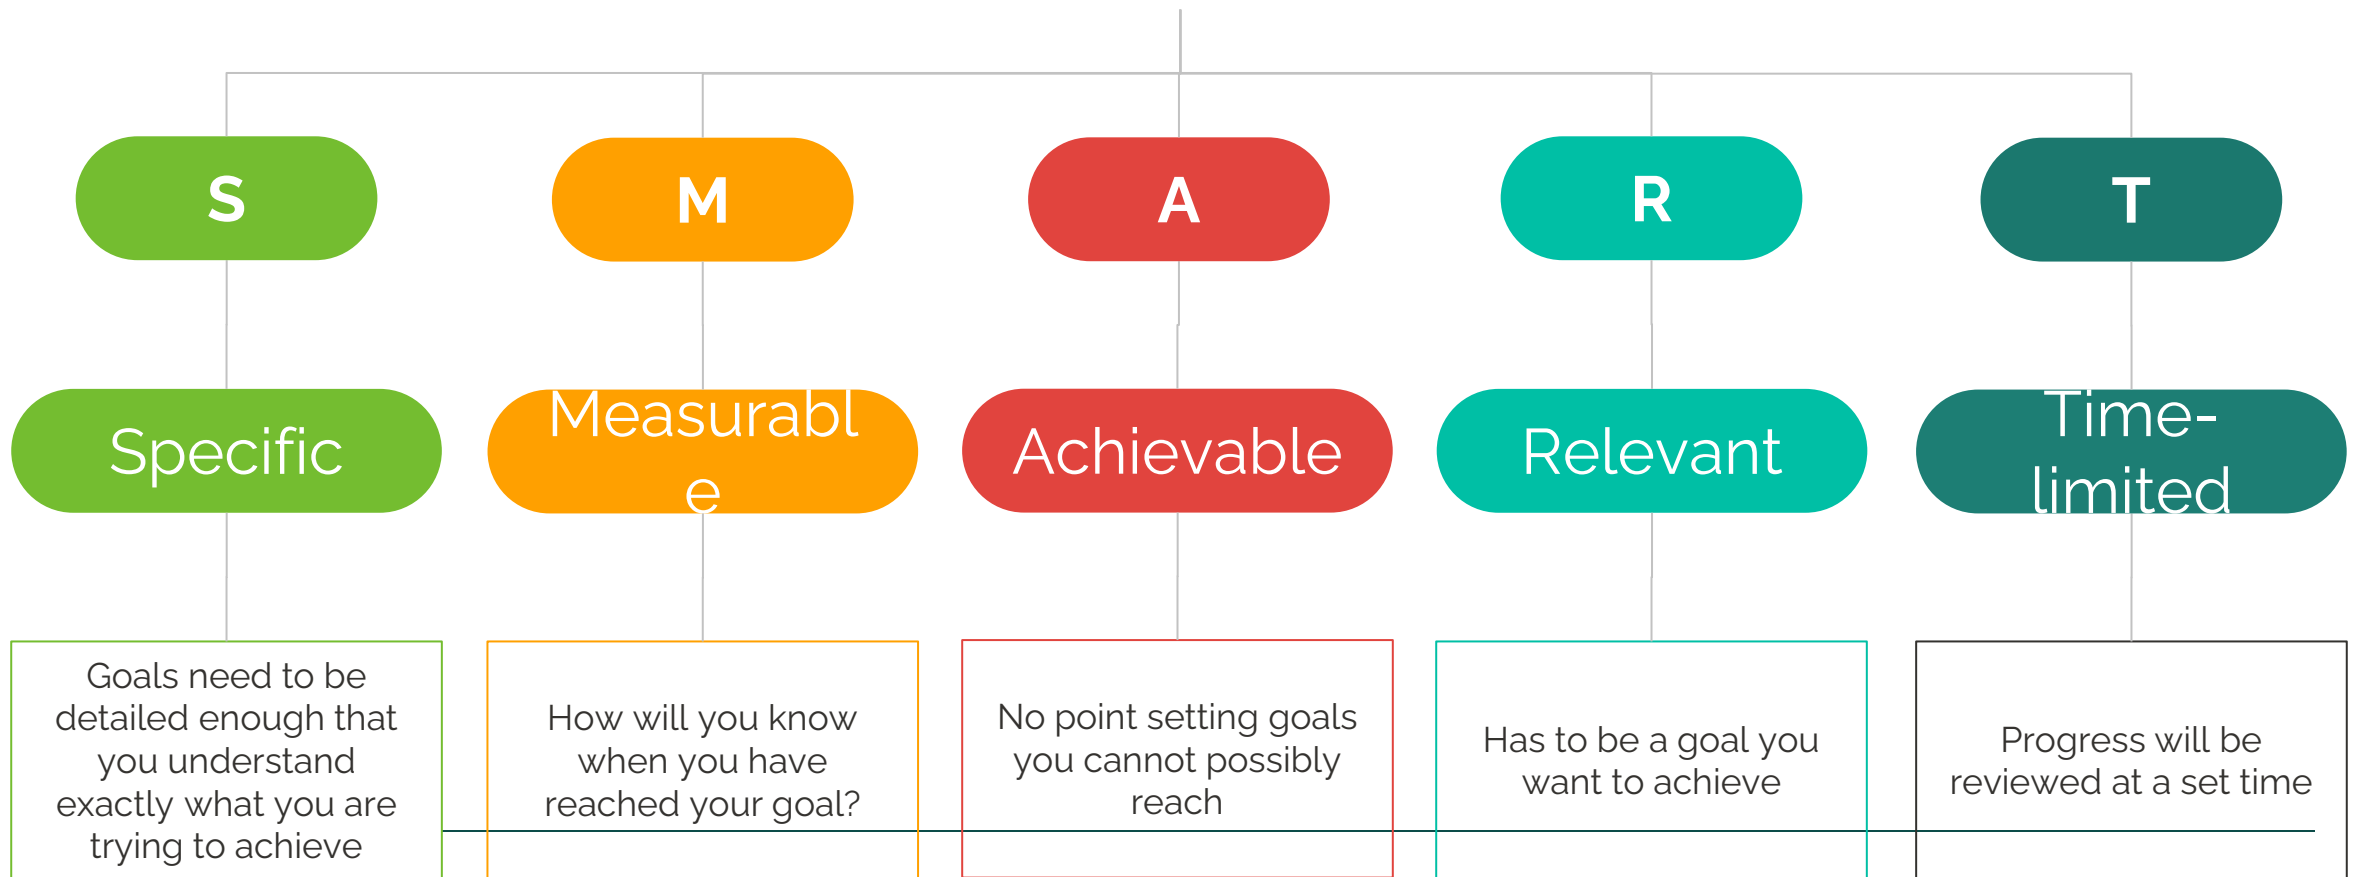 S
M
A
R
T
Specific
Measurabl
e
Achievable
Relevant
Time-
limited
Goals need to be
detailed enough that
you understand
exactly what you are
trying to achieve
How will you know
when you have
reached your goal?
No point setting goals
you cannot possibly
reach
Has to be a goal you
want to achieve
Progress will be
reviewed at a set time